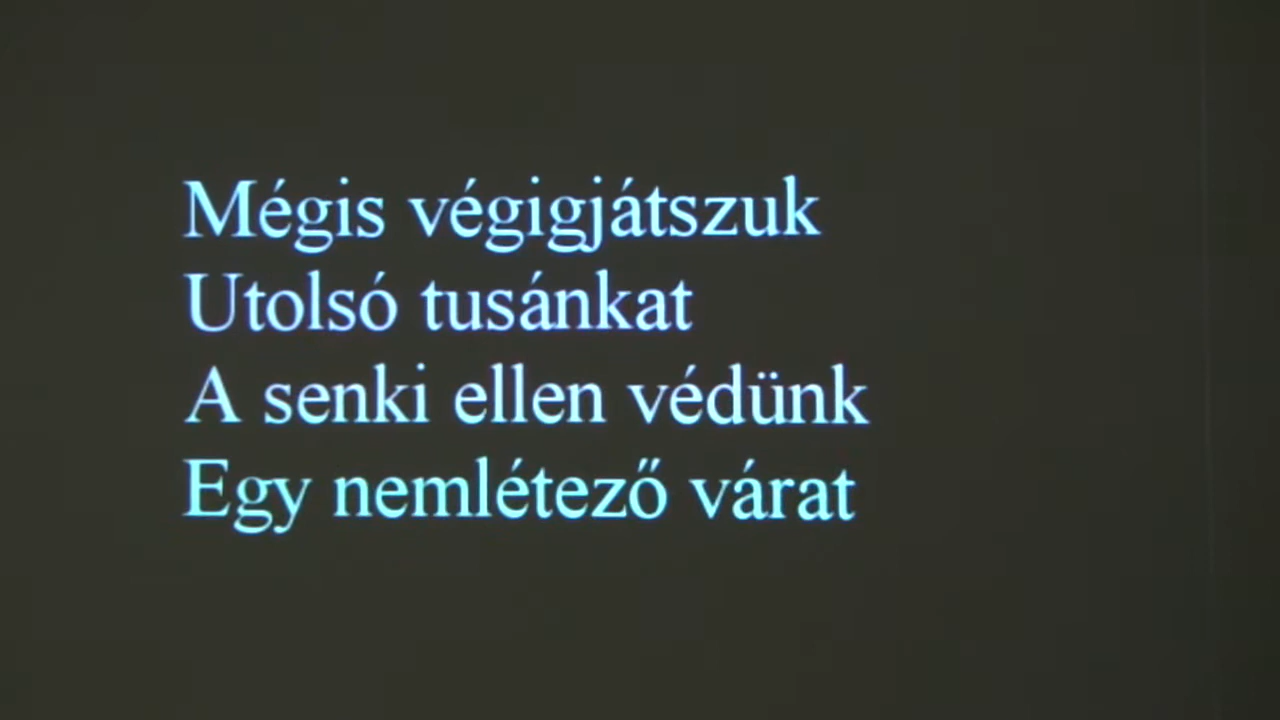 Mégis végigjátszuk
Utolsó tusánkat
A senki ellen védünk
Egy nemlétező várat